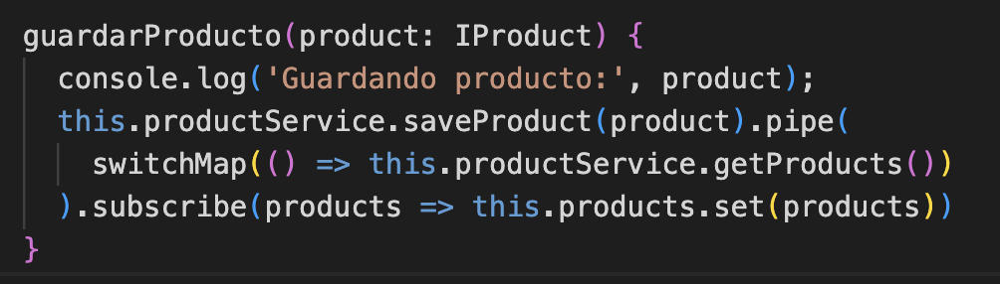 guardarProducto(product: IProduct) {
  console.log('Guardando producto:', product);
  this.productService.saveProduct(product).pipe(
    switchMap(() => this.productService.getProducts())
  ).subscribe(products => this.products.set(products))
}